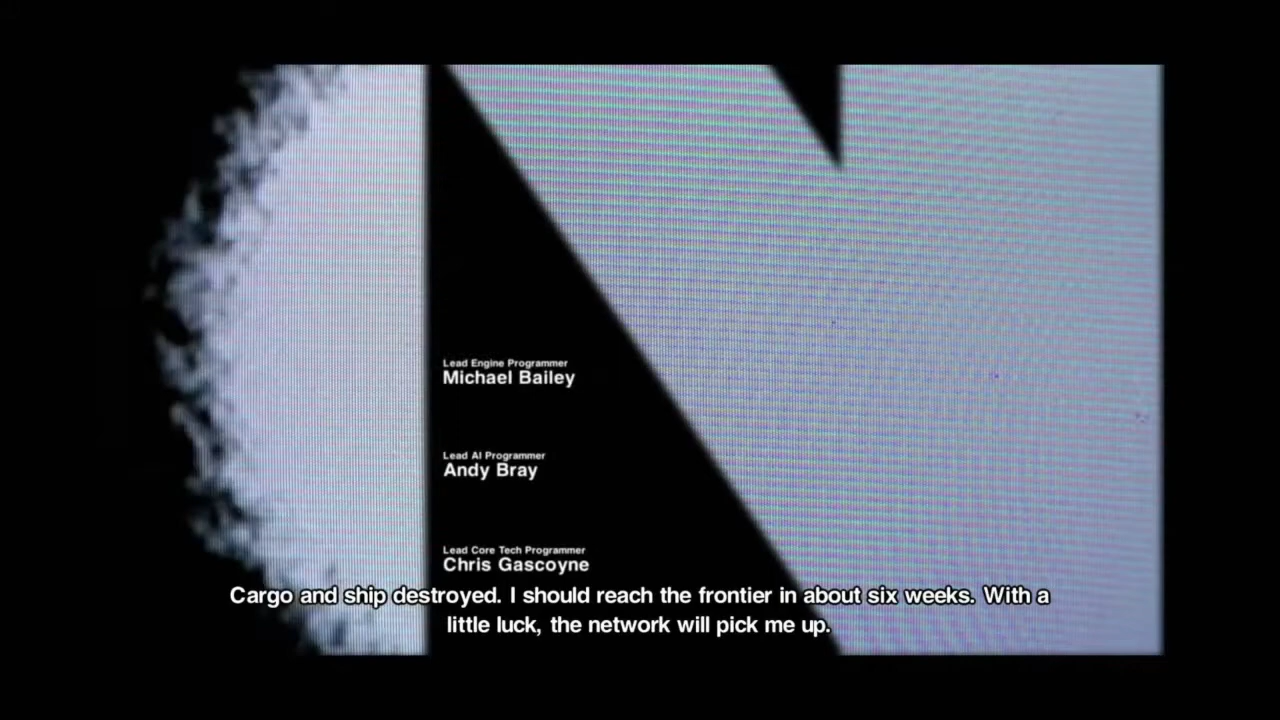 Lead Engine Programmer
Michael Bailey
Lead AI Programmer
Andy Bray
Lead Core Tech Programmer
Chris Gascoyne
Cargo and ship destroyed. I should reach the frontier in about six weeks. With a
little luck, the network will pick me up.